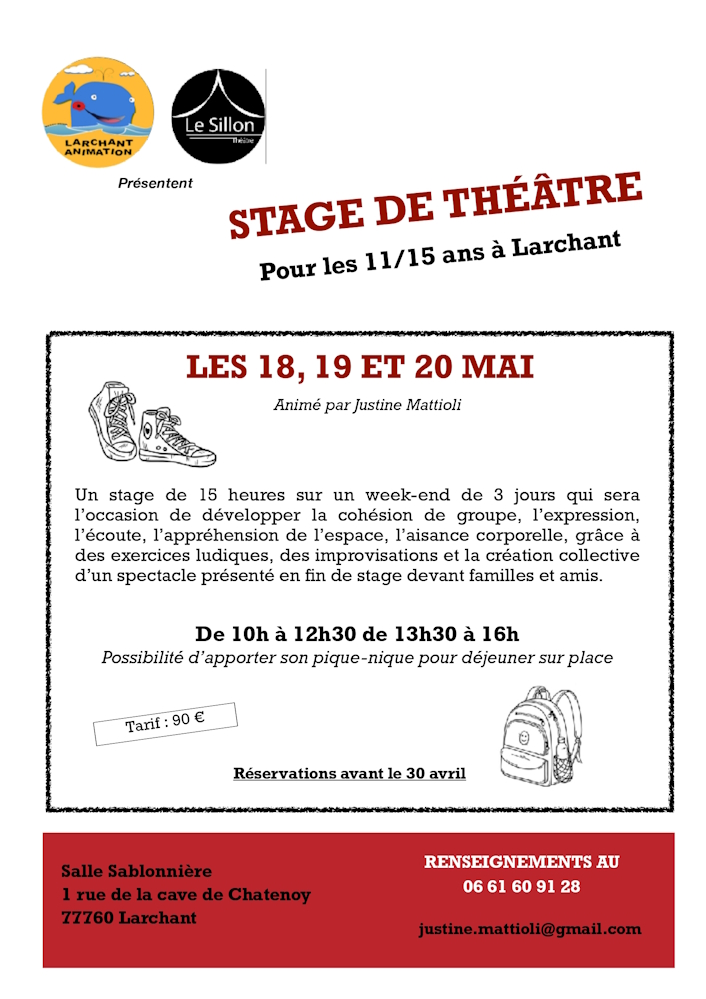 LARCHANT
ANIMATION
Le Sillon
Théâtre
Présentent
STAGE DE THÉÂTRE
Pour les 11/15 ans à Larchant
LES 18, 19 ET 20 MAI
Animé par Justine Mattioli
Un stage de 15 heures sur un week-end de 3 jours qui sera
l'occasion de développer la cohésion de groupe, l'expression,
l'écoute, l'appréhension de l'espace, l'aisance corporelle, grâce à
des exercices ludiques, des improvisations et la création collective
d'un spectacle présenté en fin de stage devant familles et amis.
De 10h à 12h30 de 13h30 à 16h
Possibilité d'apporter son pique-nique pour déjeuner sur place
Tarif : 90 €
Réservations avant le 30 avril
Salle Sablonnière
1 rue de la cave de Chatenoy
77760 Larchant
RENSEIGNEMENTS AU
06 61 60 91 28
justine.mattioli@gmail.com